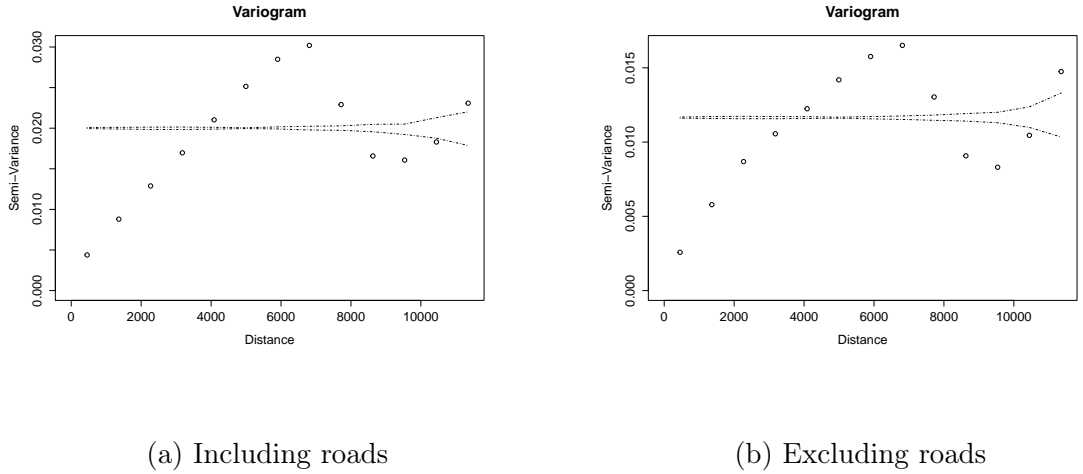 Variogram
Semi−Variance
0.000
0.010
0.020
0.030
0
2000
4000
6000
8000
10000
Distance
(a) Including roads
Variogram
Semi−Variance
0.000
0.005
0.010
0.015
0
2000
4000
6000
8000
10000
Distance
(b) Excluding roads